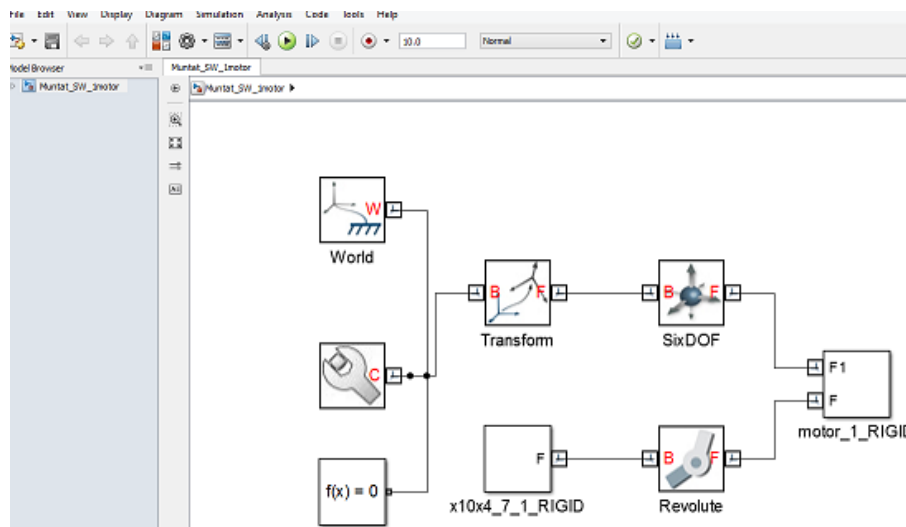 File Edit View Display Diagram Simulation Analysis Code Tools Help
10.0 Normal
Model Browser
Muntat_SW_1motor
Muntat_SW_1motor
Muntat_SW_1motor
W
World
B F
Transform
B F
SixDOF
C
F1
F
motor_1_RIGID
f(x) = 0
F
x10x4_7_1_RIGID
B F
Revolute